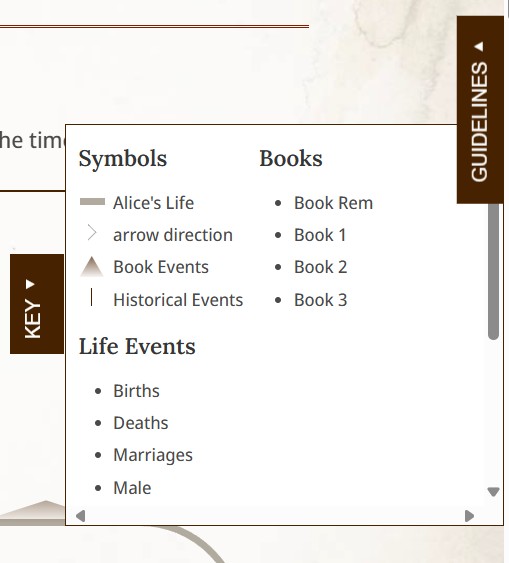 GUIDELINES ▲
he time
Symbols
Alice's Life
arrow direction
Book Events
Historical Events
Books
Book Rem
Book 1
Book 2
Book 3
KEY ▼
Life Events
Births
Deaths
Marriages
Male